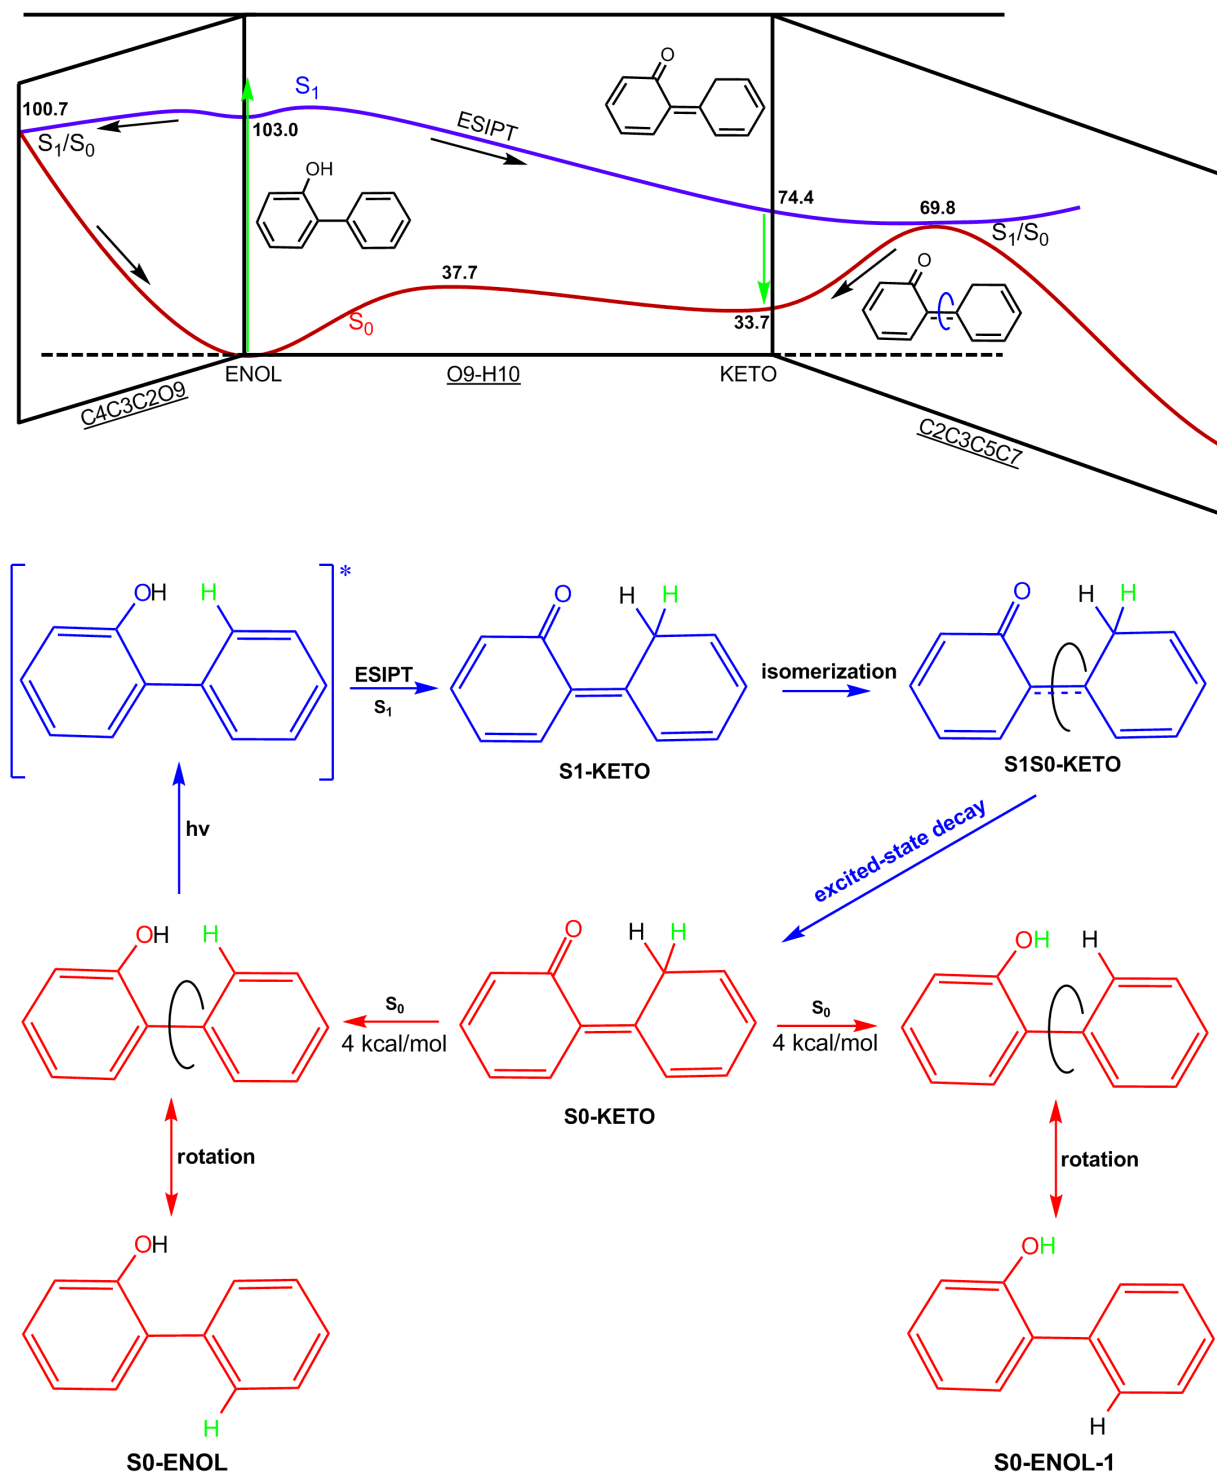 O
S1
100.7
ESIPT
103.0
S1/S0
OH
74.4
69.8
S1/S0
O
37.7
S0
33.7
ENOL
O9-H10
KETO
C4C3C2O9
C2C3C5C7
OH H
*
O
H H
O
H H
ESIPT
S1
isomerization
S1-KETO
S1S0-KETO
hv
excited-state decay
OH H
O
H H
OH H
S0
4 kcal/mol
S0
4 kcal/mol
S0-KETO
rotation
rotation
OH
OH
H
H
S0-ENOL
S0-ENOL-1